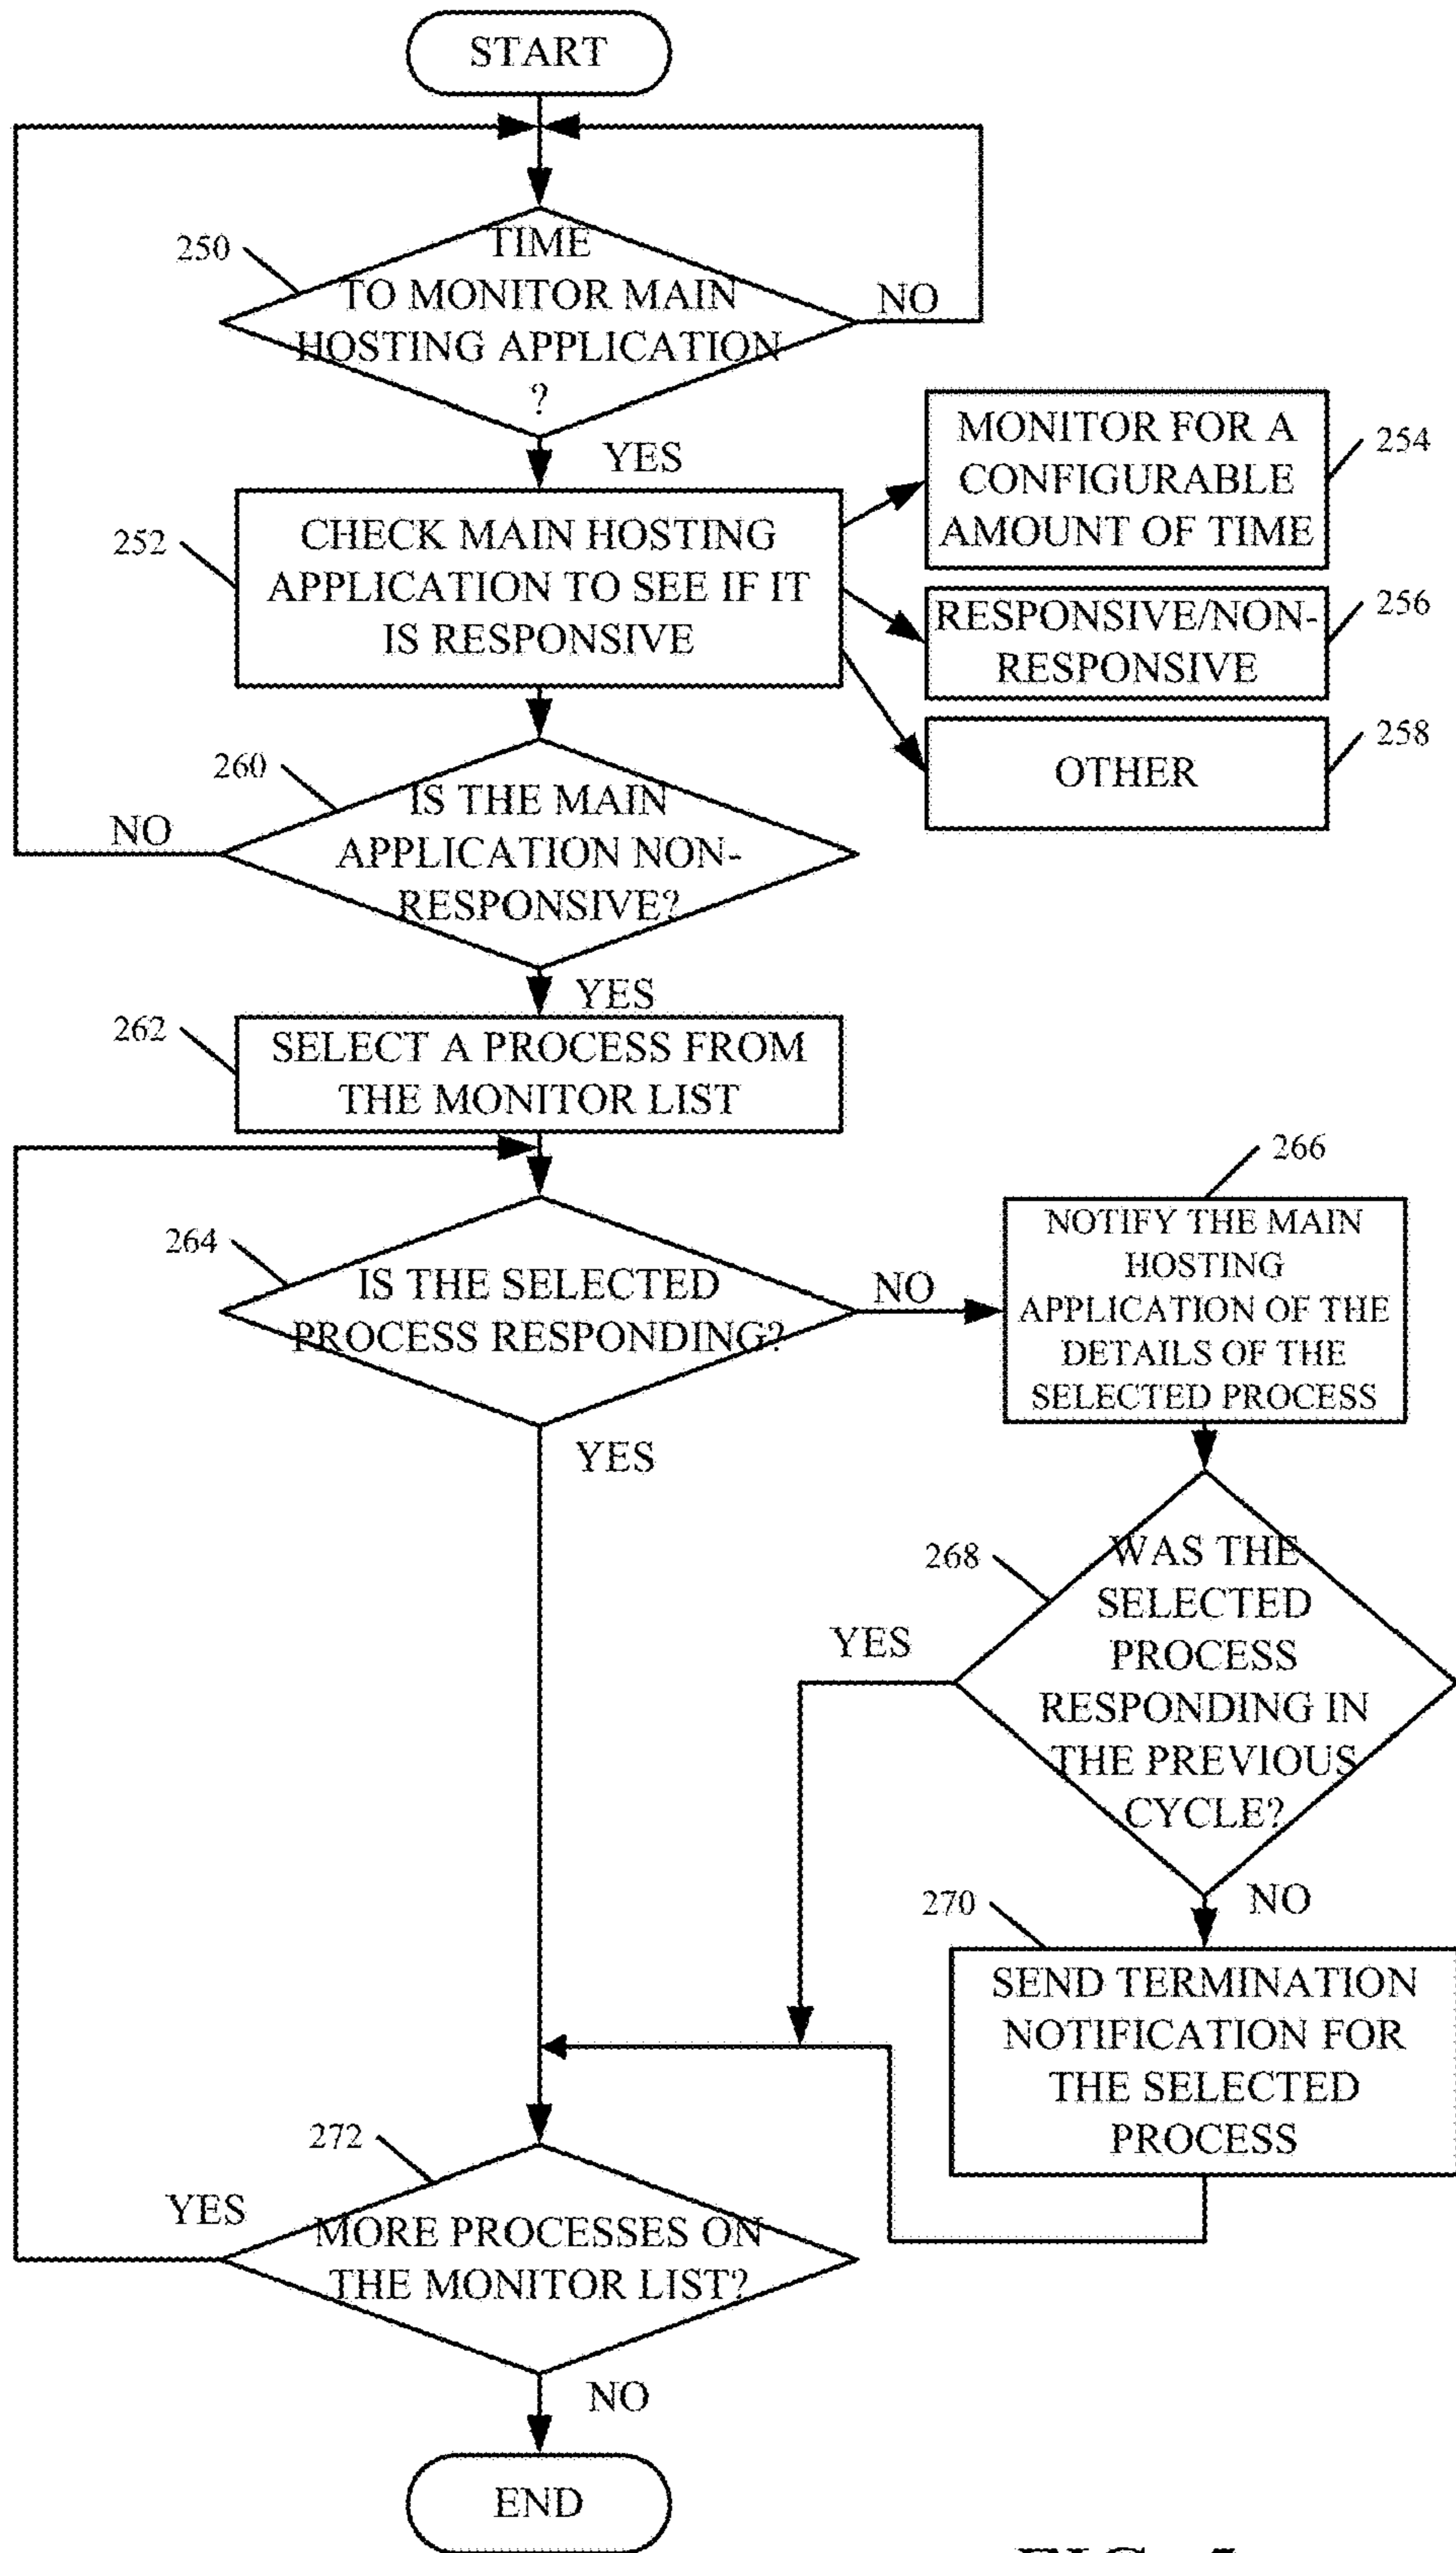 START
250
TIME
TO MONITOR MAIN
HOSTING APPLICATION
?
NO
YES
252
CHECK MAIN HOSTING
APPLICATION TO SEE IF IT
IS RESPONSIVE
MONITOR FOR A
CONFIGURABLE
AMOUNT OF TIME
254
RESPONSIVE/NON-
RESPONSIVE
256
OTHER
258
260
IS THE MAIN
APPLICATION NON-
RESPONSIVE?
NO
YES
262
SELECT A PROCESS FROM
THE MONITOR LIST
264
IS THE SELECTED
PROCESS RESPONDING?
NO
YES
266
NOTIFY THE MAIN
HOSTING
APPLICATION OF THE
DETAILS OF THE
SELECTED PROCESS
268
WAS THE
SELECTED
PROCESS
RESPONDING IN
THE PREVIOUS
CYCLE?
YES
NO
270
SEND TERMINATION
NOTIFICATION FOR
THE SELECTED
PROCESS
272
MORE PROCESSES ON
THE MONITOR LIST?
YES
NO
END